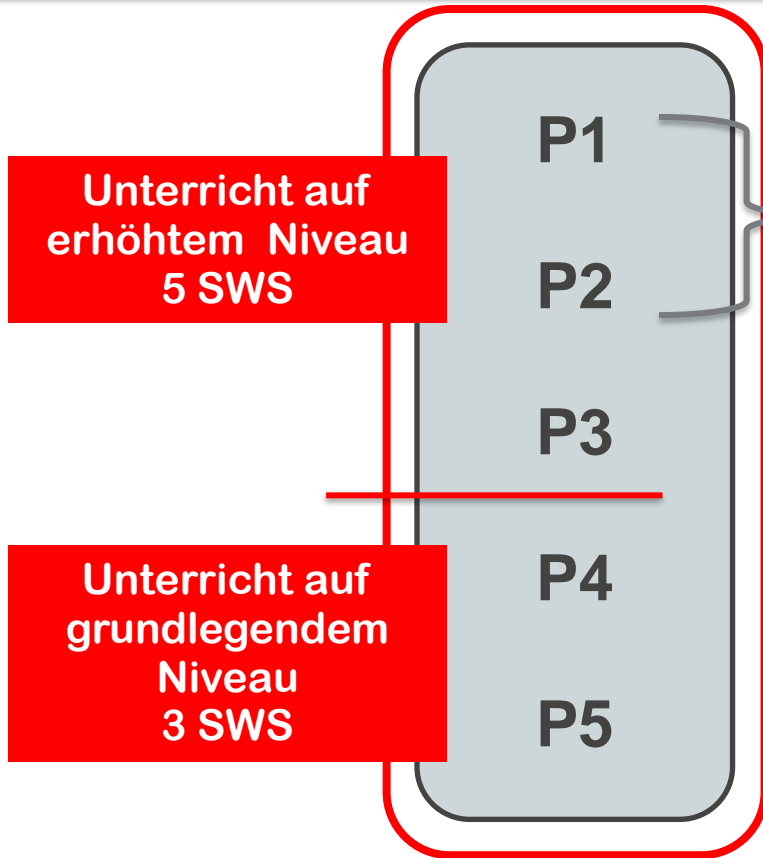 P1
Unterricht auf
erhöhtem Niveau
5 SWS
P2
P3
Unterricht auf
grundlegendem
Niveau
3 SWS
P4
P5